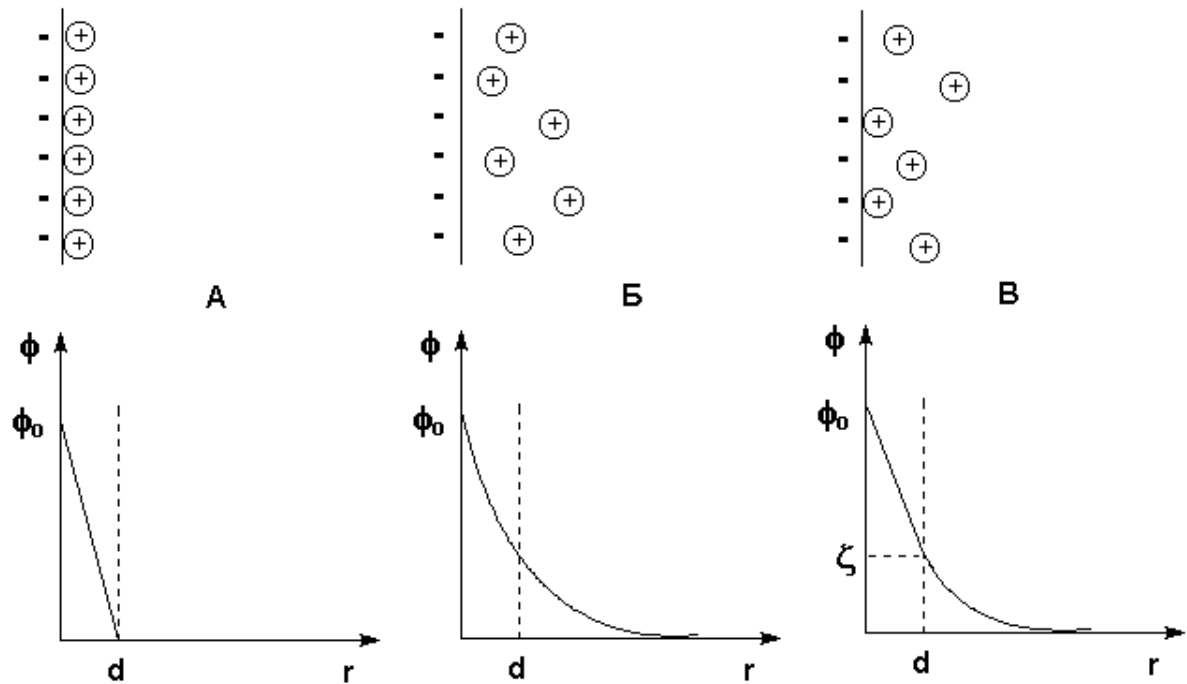 - + - + - +
- + - + - +
- + - + - +
- + - + - +
- + - + - +
- + - + - +
А Б В
ϕ ϕ ϕ
ϕ₀ ϕ₀ ϕ₀
ζ
d r d r d r